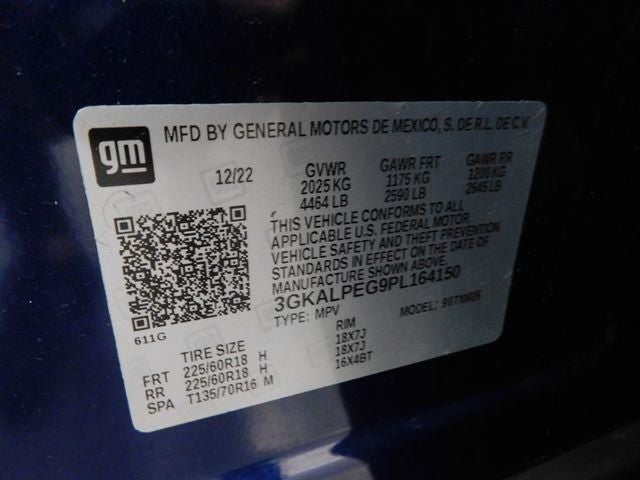 gm
MFD BY GENERAL MOTORS DE MEXICO, S. DE R.L. DE C.V.
12/22 GVWR GAWR FRT GAWR RR
2025 KG 1175 KG 1200 KG
4464 LB 2590 LB 2645 LB
THIS VEHICLE CONFORMS TO ALL
APPLICABLE U.S. FEDERAL MOTOR
VEHICLE SAFETY AND THEFT PREVENTION
STANDARDS IN EFFECT ON THE DATE OF
MANUFACTURE SHOWN ABOVE.
3GKALPEG9PL164150
TYPE: MPV MODEL:
611G
TIRE SIZE RIM
FRT 225/60R18 H 18X7J
RR 225/60R18 H 18X7J
SPA T135/70R16 M 16X4BT